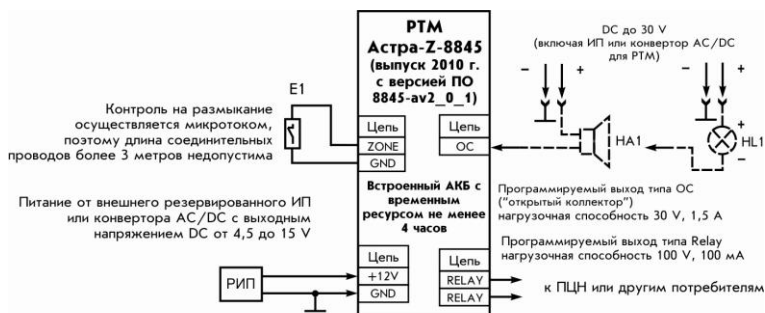 РТМ
Астра-Z-8845
(выпуск 2010 г.
с версией ПО
8845-av2_0_1)
E1
Контроль на размыкание
осуществляется микротоком,
поэтому длина соединительных
проводов более 3 метров недопустима
Цепь
ZONE
GND
Цепь
OC
DC до 30 V
(включая ИП или конвертор AC/DC
для РТМ)
− + − +
HA1
+
HL1
−
Встроенный АКБ с
временным
ресурсом не менее
4 часов
Питание от внешнего резервированного ИП
или конвертора AC/DC с выходным
напряжением DC от 4,5 до 15 V
Программируемый выход типа ОС
("открытый коллектор")
нагрузочная способность 30 V, 1,5 А
Программируемый выход типа Relay
нагрузочная способность 100 V, 100 мА
РИП
Цепь
+12V
GND
Цепь
RELAY
RELAY
к ПЦН или другим потребителям